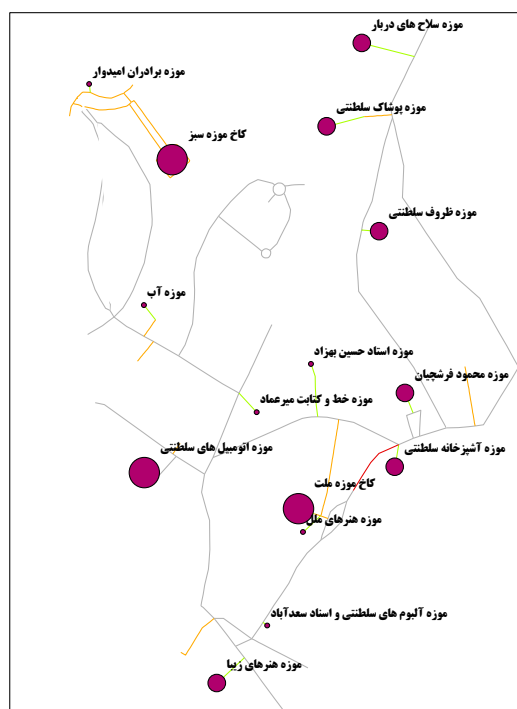 موزه سلاح های دربار
موزه برادران امیدوار
موزه پوشاک سلطنتی
کاخ موزه سبز
موزه ظروف سلطنتی
موزه آب
موزه استاد حسین بهزاد
موزه محمود فرشچیان
موزه خط و کتابت میرعماد
موزه اتومبیل های سلطنتی
موزه آشپزخانه سلطنتی
کاخ موزه ملت
موزه هنرهای ملل
موزه آلبوم های سلطنتی و اسناد سعدآباد
موزه هنرهای زیبا